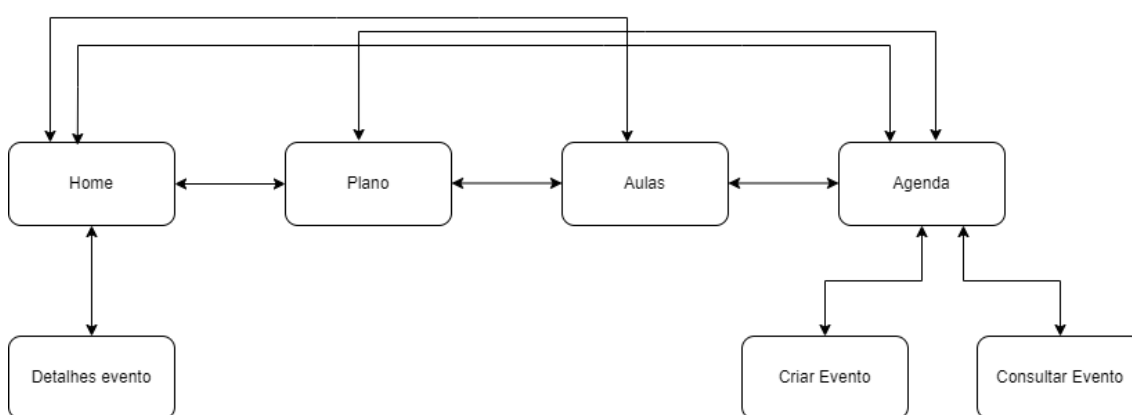 Home
Plano
Aulas
Agenda
Detalhes evento
Criar Evento
Consultar Evento